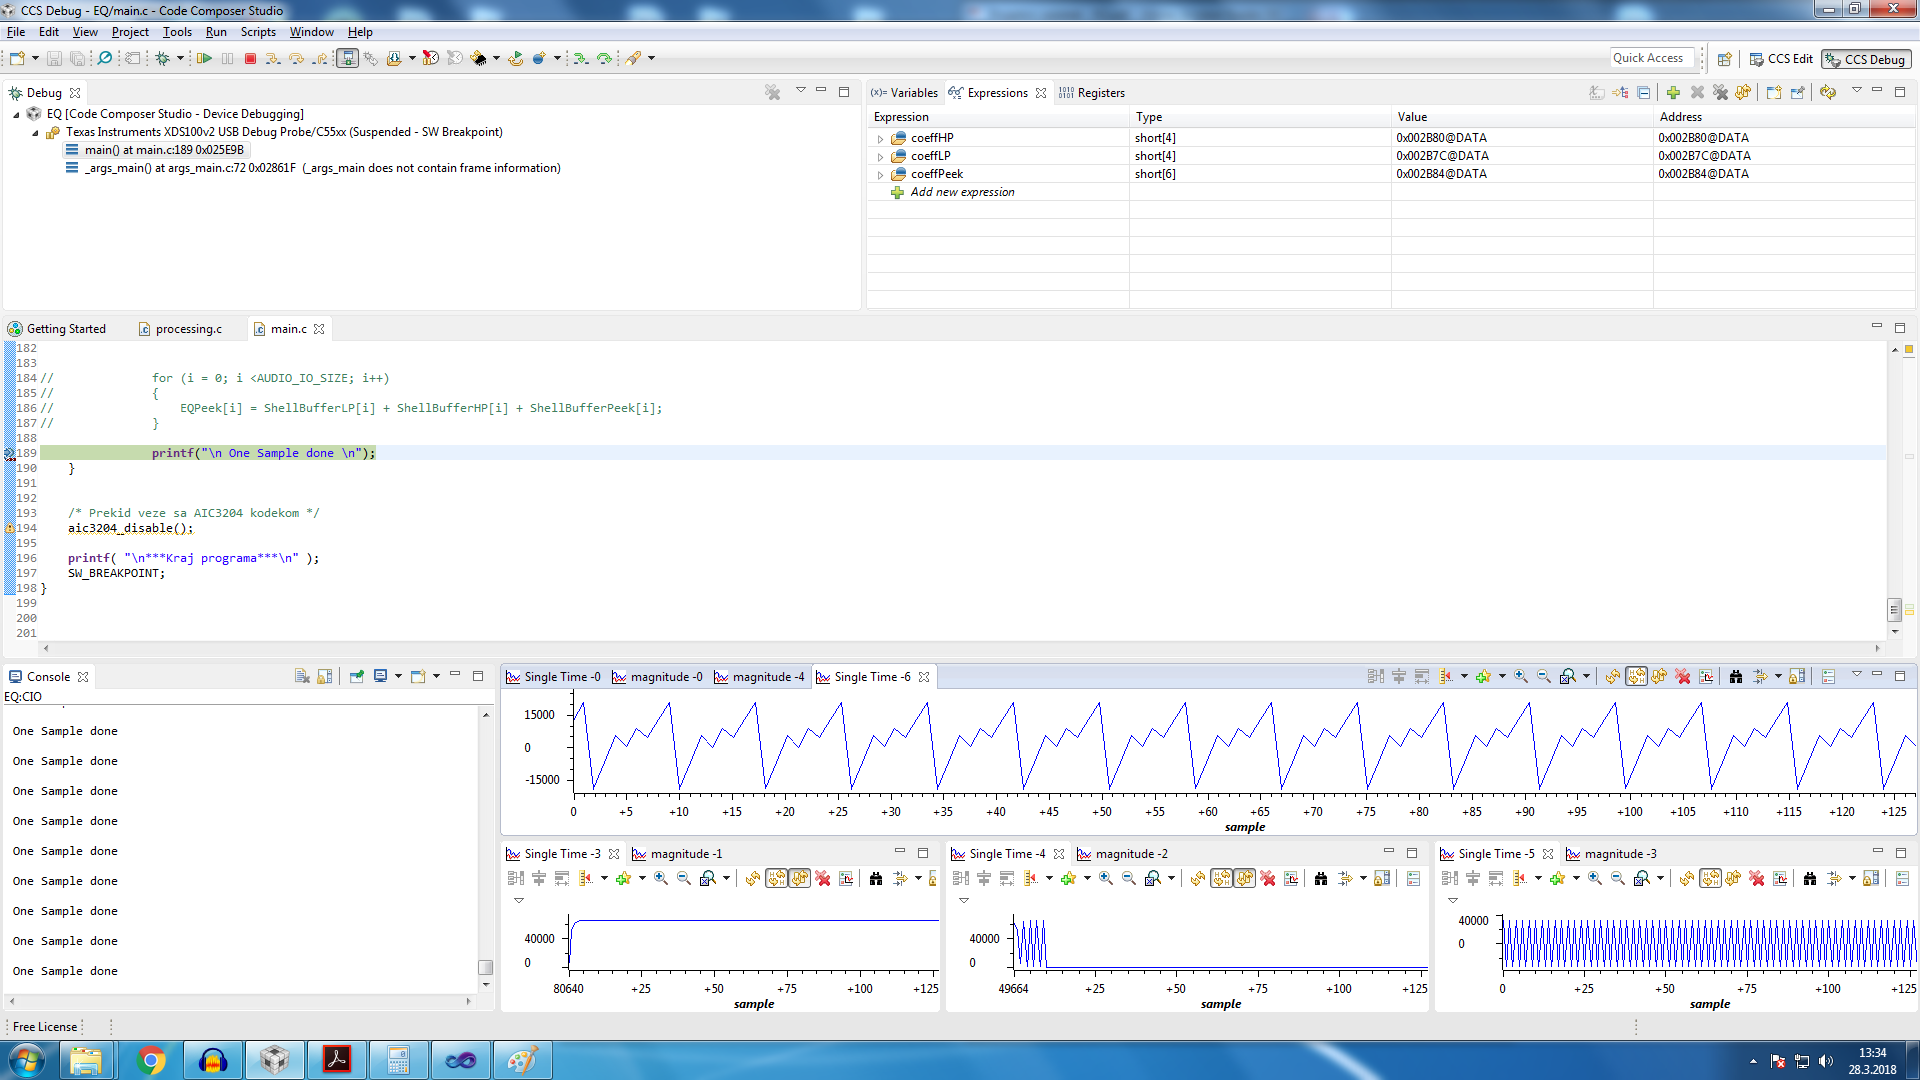 CCS Debug - EQ/main.c - Code Composer Studio
File Edit View Project Tools Run Scripts Window Help
Quick Access CCS Edit CCS Debug
Debug
EQ [Code Composer Studio - Device Debugging]
Texas Instruments XDS100v2 USB Debug Probe/C55xx (Suspended - SW Breakpoint)
main() at main.c:189 0x025E9B
_args_main() at args_main.c:72 0x02861F (_args_main does not contain frame information)
(x)= Variables Expressions Registers
Expression Type Value Address
coeffHP short[4] 0x002B80@DATA 0x002B80@DATA
coeffLP short[4] 0x002B7C@DATA 0x002B7C@DATA
coeffPeek short[6] 0x002B84@DATA 0x002B84@DATA
Add new expression
Getting Started processing.c main.c
182
183
184 // for (i = 0; i <AUDIO_IO_SIZE; i++)
185 // {
186 // EQPeek[i] = ShellBufferLP[i] + ShellBufferHP[i] + ShellBufferPeek[i];
187 // }
188
189 printf("\n One Sample done \n");
190 }
191
192
193 /* Prekid veze sa AIC3204 kodekom */
194 aic3204_disable();
195
196 printf( "\n***Kraj programa***\n" );
197 SW_BREAKPOINT;
198 }
199
200
201
Console
EQ:CIO
One Sample done
One Sample done
One Sample done
One Sample done
One Sample done
One Sample done
One Sample done
One Sample done
One Sample done
Single Time -0 magnitude -0 magnitude -4 Single Time -6
15000
0
-15000
0 +5 +10 +15 +20 +25 +30 +35 +40 +45 +50 +55 +60 +65 +70 +75 +80 +85 +90 +95 +100 +105 +110 +115 +120 +125
sample
Single Time -3 magnitude -1
40000
0
80640 +25 +50 +75 +100 +125
sample
Single Time -4 magnitude -2
40000
0
49664 +25 +50 +75 +100 +125
sample
Single Time -5 magnitude -3
40000
0
0 +25 +50 +75 +100 +125
sample
Free License
13:34
28.3.2018